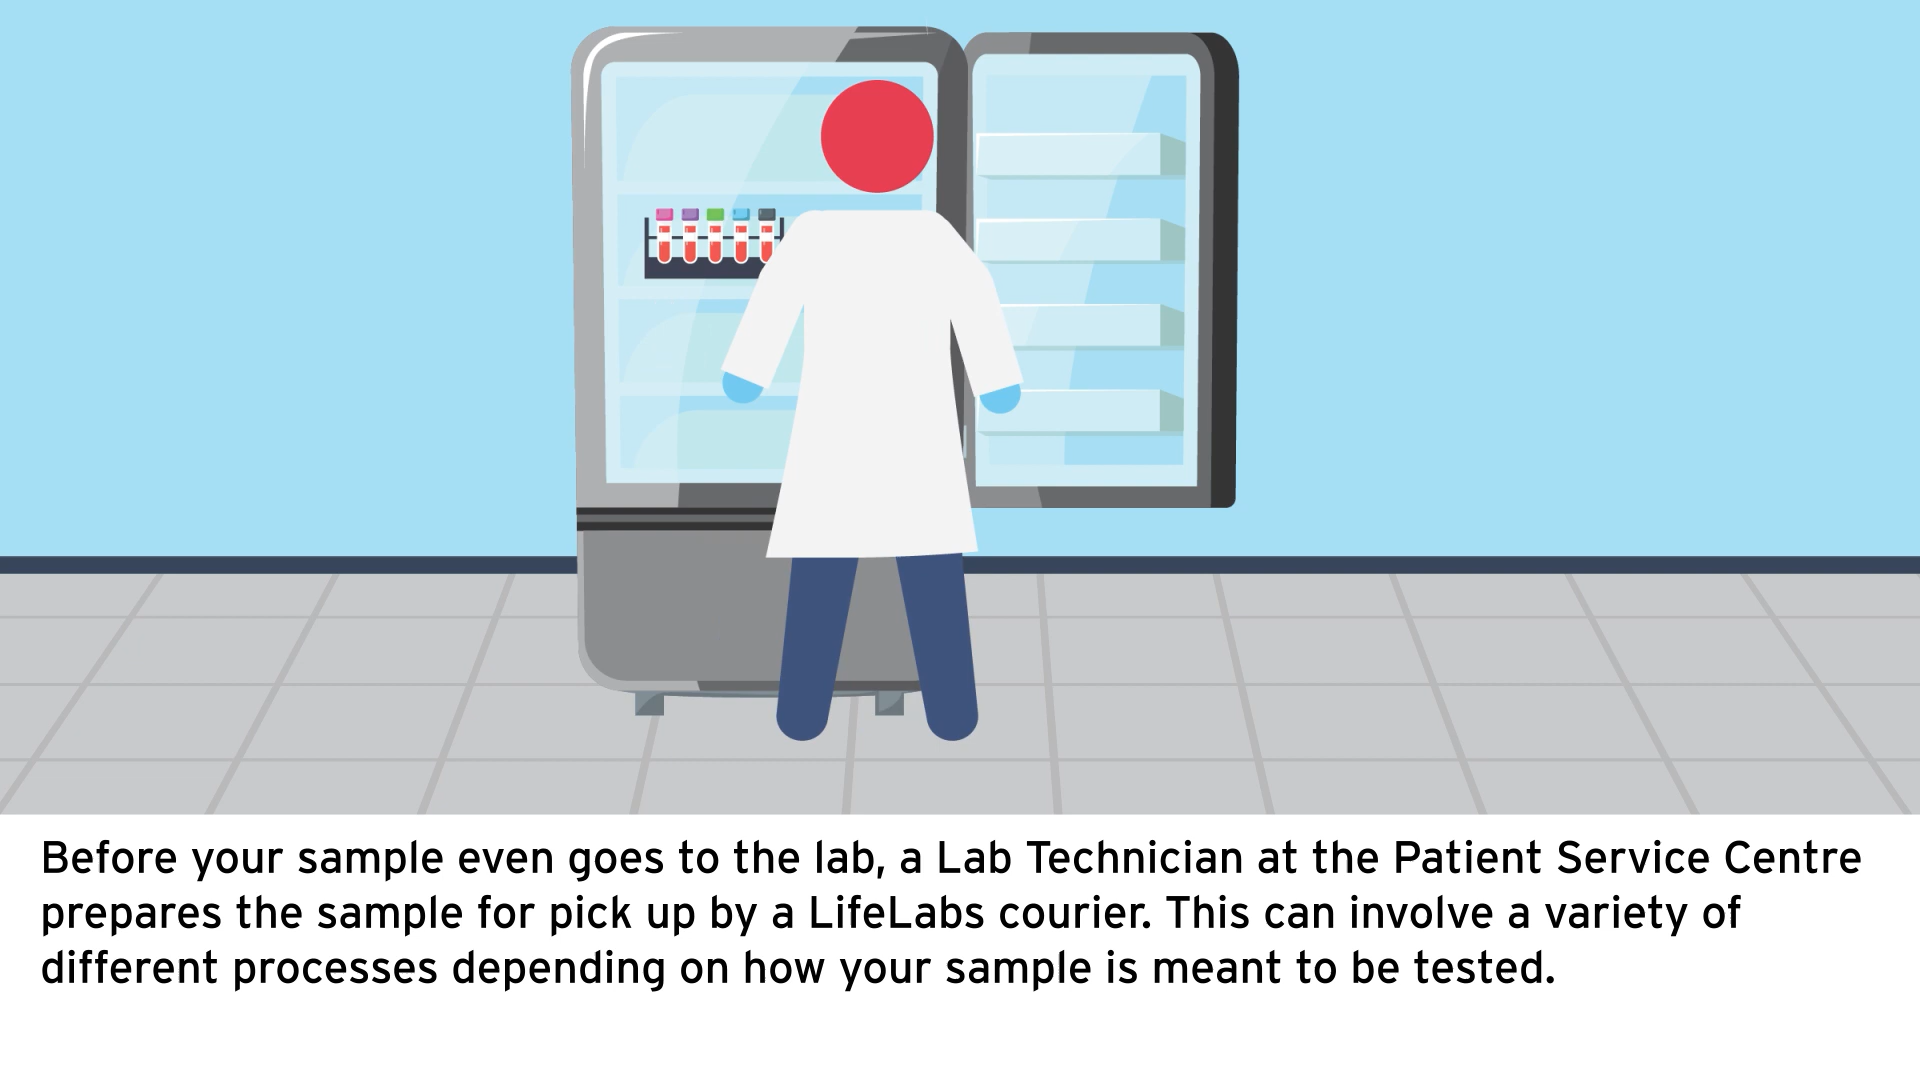 Before your sample even goes to the lab, a Lab Technician at the Patient Service Centre
prepares the sample for pick up by a LifeLabs courier. This can involve a variety of
different processes depending on how your sample is meant to be tested.